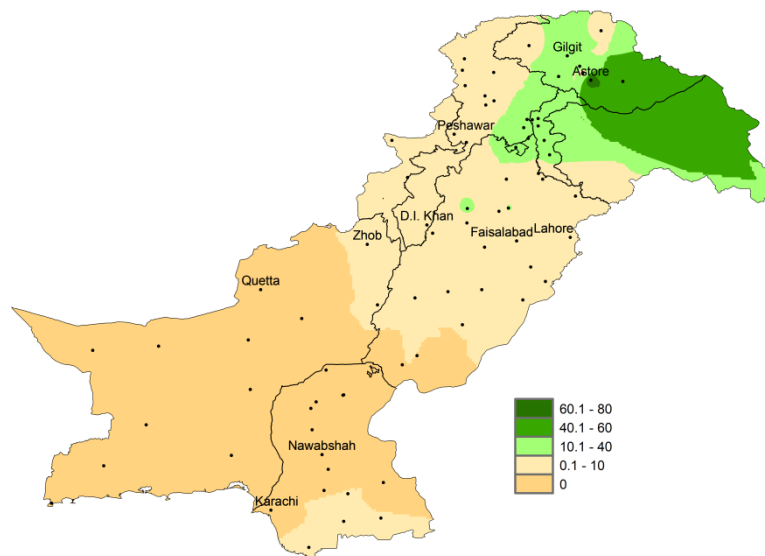 Gilgit
Astore
Peshawar
D.I. Khan
Zhob
Faisalabad
Lahore
Quetta
Nawabshah
Karachi
60.1 - 80
40.1 - 60
10.1 - 40
0.1 - 10
0